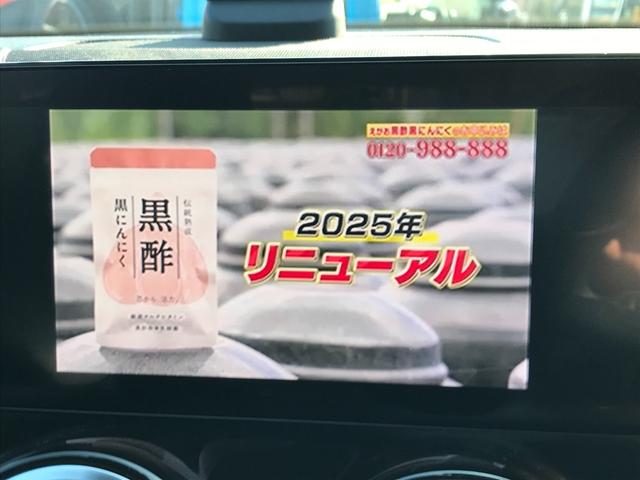 えがお黒酢黒にんにく
0120-988-888
2025年
リニューアル
伝統熟成
黒酢
黒にんにく